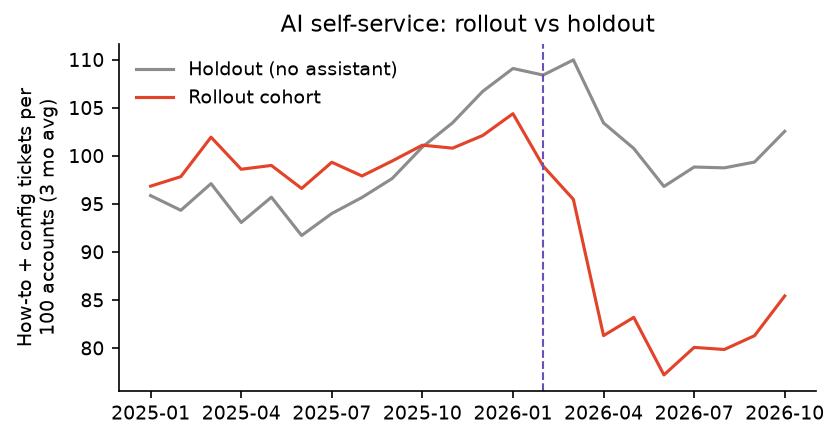 AI self-service: rollout vs holdout
Holdout (no assistant)
Rollout cohort
How-to + config tickets per
100 accounts (3 mo avg)
110
105
100
95
90
85
80
2025-01 2025-04 2025-07 2025-10 2026-01 2026-04 2026-07 2026-10